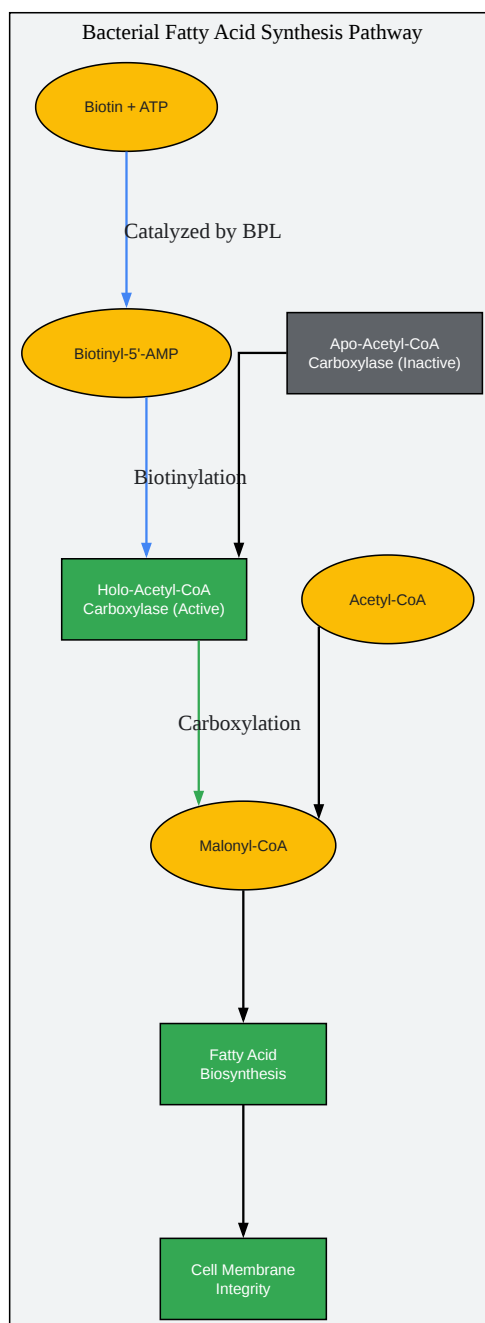 Bacterial Fatty Acid Synthesis Pathway
Biotin + ATP
Catalyzed by BPL
Biotinyl-5'-AMP
Apo-Acetyl-CoA
Carboxylase (Inactive)
Biotinylation
Holo-Acetyl-CoA
Carboxylase (Active)
Acetyl-CoA
Carboxylation
Malonyl-CoA
Fatty Acid
Biosynthesis
Cell Membrane
Integrity